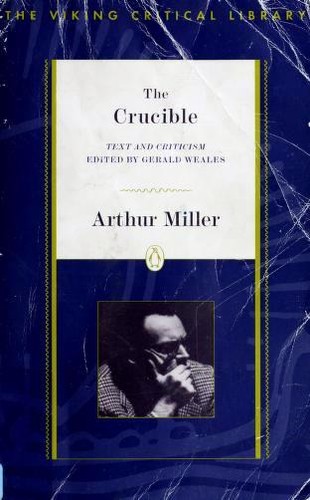 THE VIKING CRITICAL LIBRARY
The
Crucible
TEXT AND CRITICISM
EDITED BY GERALD WEALES
Arthur Miller